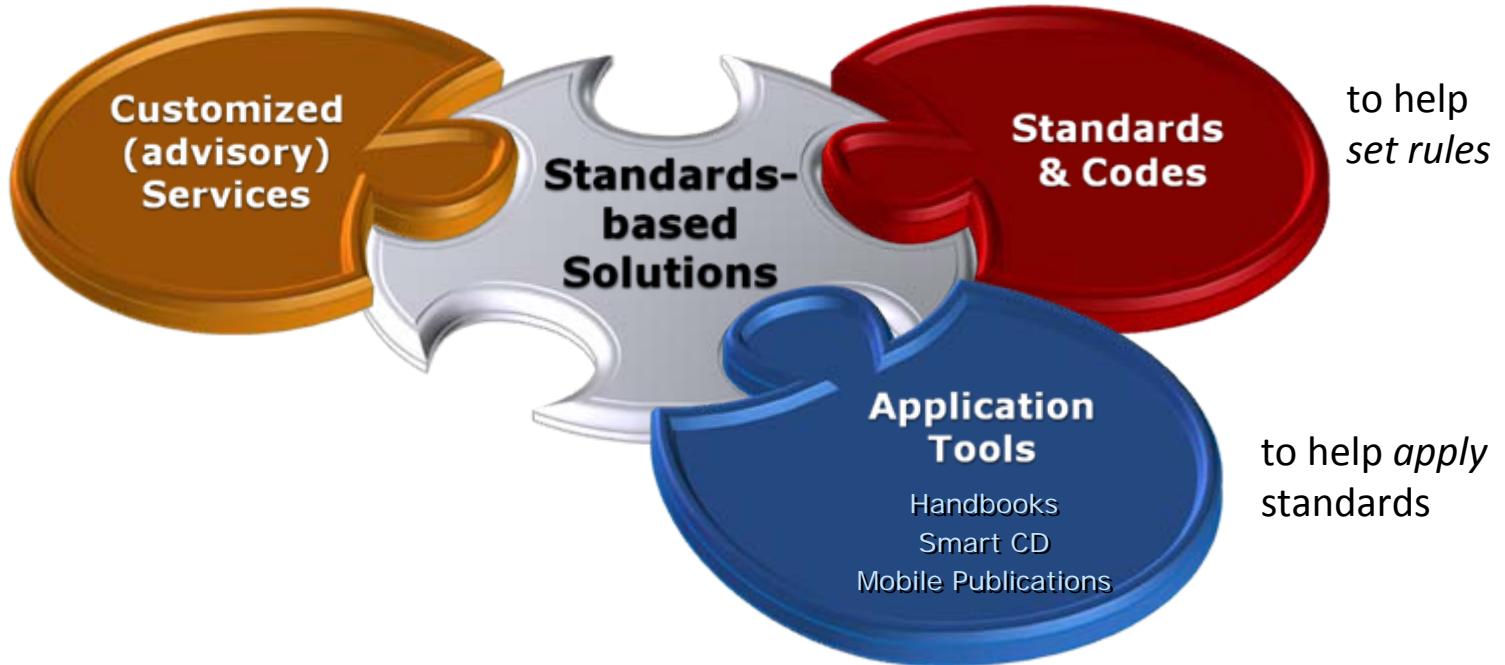 Customized
(advisory)
Services
Standards-
based
Solutions
Standards
& Codes
to help
set rules
Application
Tools
Handbooks
Smart CD
Mobile Publications
to help apply
standards